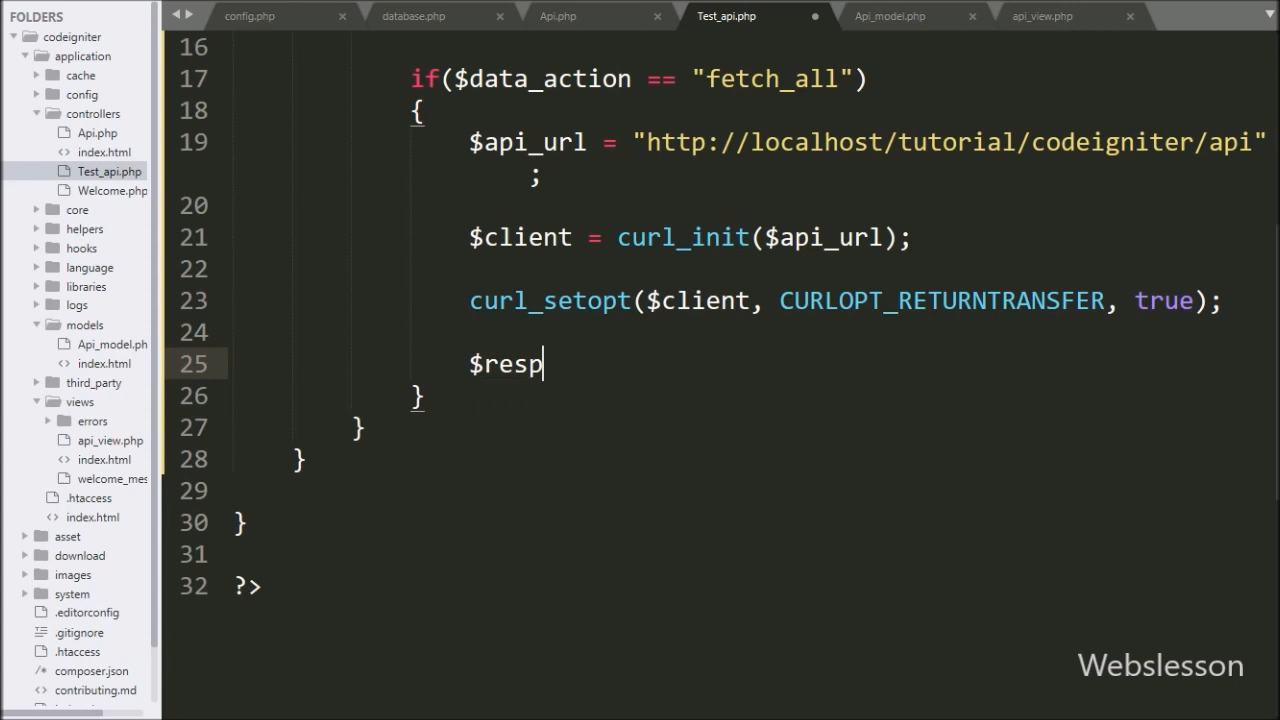 FOLDERS
codeigniter
application
cache
config
controllers
Api.php
index.html
Test_api.php
Welcome.php
core
helpers
hooks
language
libraries
logs
models
Api_model.ph
index.html
third_party
views
errors
api_view.php
index.html
welcome_mes
.htaccess
index.html
asset
download
images
system
.editorconfig
.gitignore
.htaccess
composer.json
contributing.md
config.php
database.php
Api.php
Test_api.php
Api_model.php
api_view.php
16
17 if($data_action == "fetch_all")
18 {
19 $api_url = "http://localhost/tutorial/codeigniter/api"
;
20
21 $client = curl_init($api_url);
22
23 curl_setopt($client, CURLOPT_RETURNTRANSFER, true);
24
25 $resp
26 }
27 }
28 }
29
30 }
31
32 ?>
Webslesson